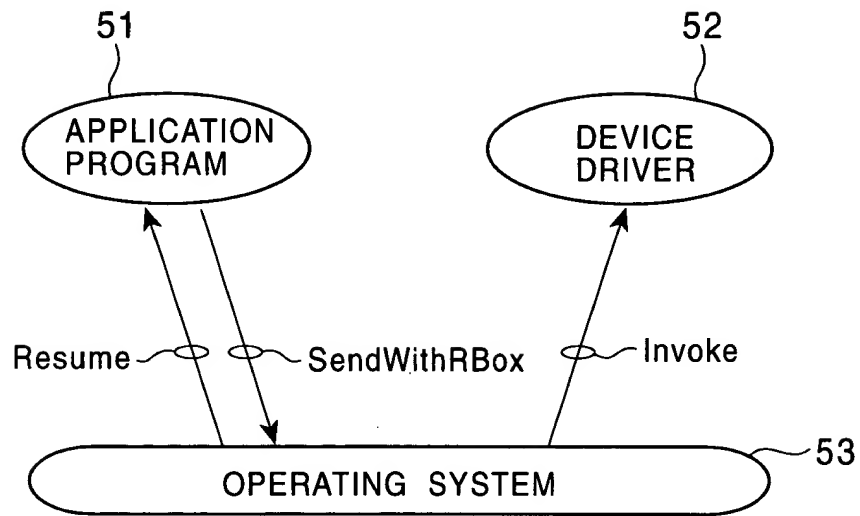 51
52
APPLICATION
PROGRAM
DEVICE
DRIVER
Resume
SendWithRBox
Invoke
53
OPERATING SYSTEM